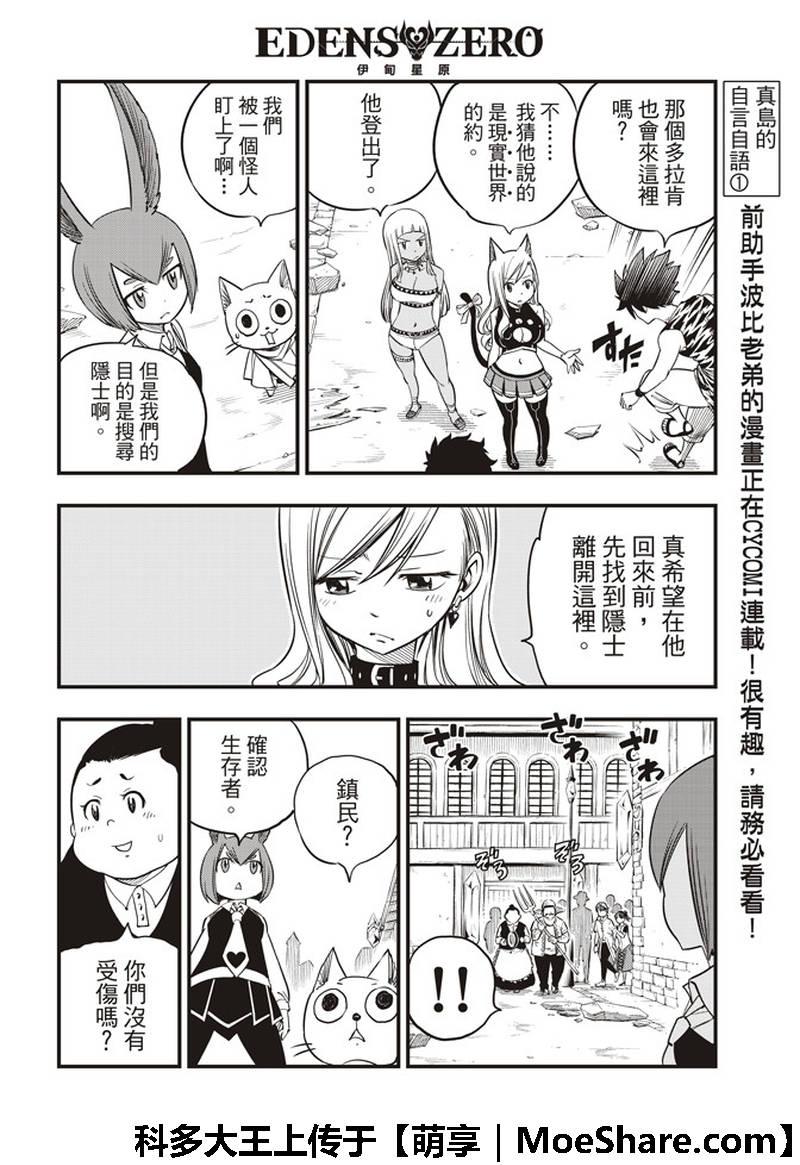 EDENS ZERO
伊甸星原
真島的
自言自語①
前助手波比老弟的漫畫正在CYCOMI連載！很有趣，請務必看看！
那個多拉肯
也會來這裡
嗎？
不……
我猜他說的
是現實世界
的約。
他登出了。
すたっ
我們
被一個怪人
盯上了啊…
但是我們的
目的是搜尋
隱士啊。
真希望在他
回來前，
先找到隱士
離開這裡。
ざわ
ざわ
ぞろ
ぞろ
！！
鎮民？
確認
生存者。
你們沒有
受傷嗎？
科多大王上传于【萌享 | MoeShare.com】